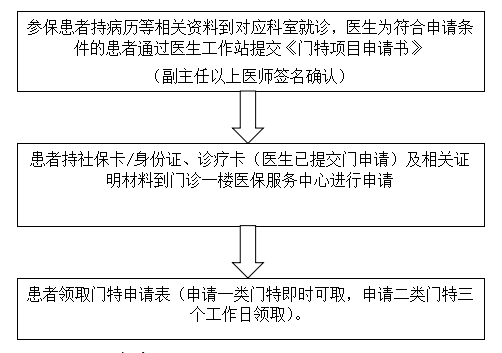 参保患者持病历等相关资料到对应科室就诊，医生为符合申请条
件的患者通过医生工作站提交《门特项目申请书》
（副主任以上医师签名确认）
患者持社保卡/身份证、诊疗卡（医生已提交门申请）及相关证
明材料到门诊一楼医保服务中心进行申请
患者领取门特申请表（申请一类门特即时可取，申请二类门特三
个工作日领取）。